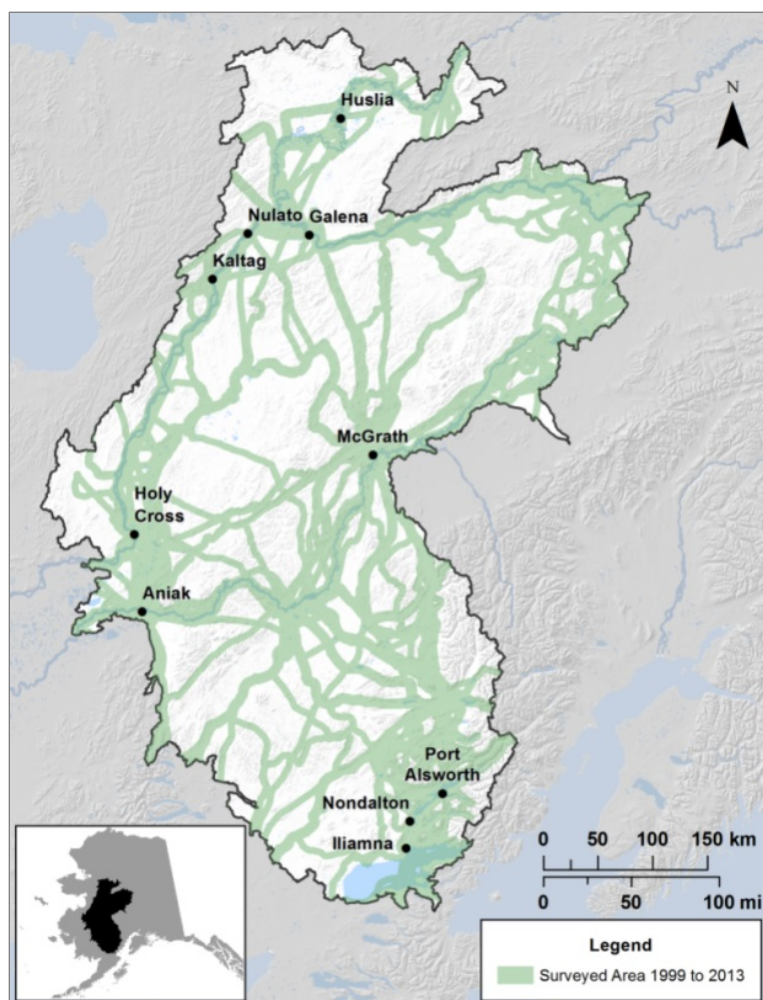 N
Huslia
Nulato
Galena
Kaltag
McGrath
Holy
Cross
Aniak
Port
Alsworth
Nondalton
Iliamna
0 50 100 150 km
0 50 100 mi
Legend
Surveyed Area 1999 to 2013